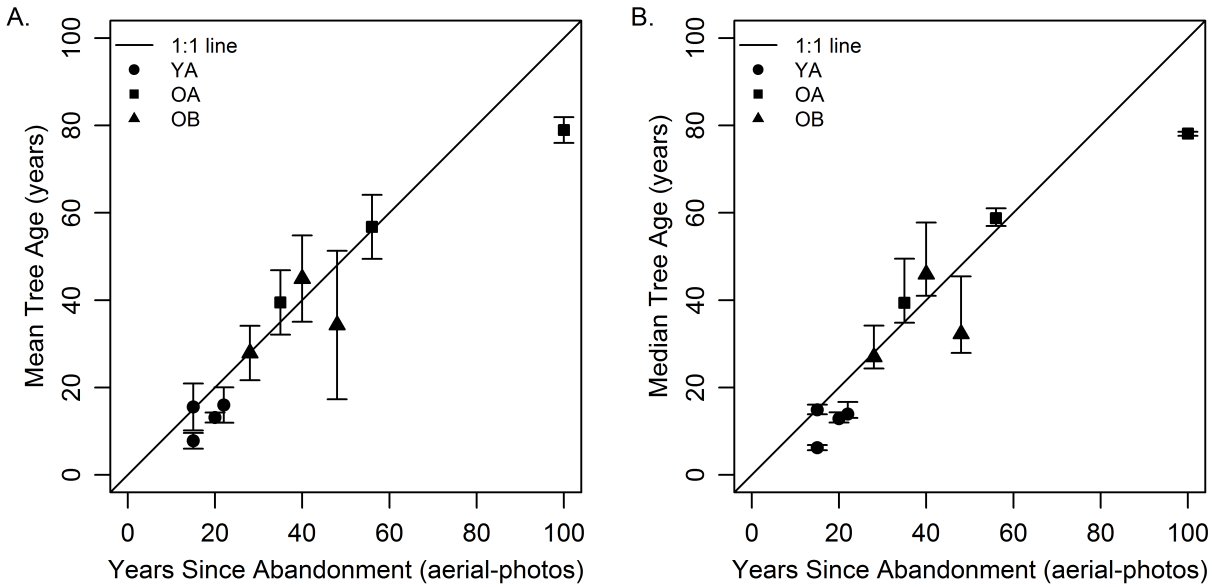 A.
1:1 line
YA
OA
OB
Mean Tree Age (years)
0
20
40
60
80
100
0
20
40
60
80
100
Years Since Abandonment (aerial-photos)
B.
1:1 line
YA
OA
OB
Median Tree Age (years)
0
20
40
60
80
100
0
20
40
60
80
100
Years Since Abandonment (aerial-photos)